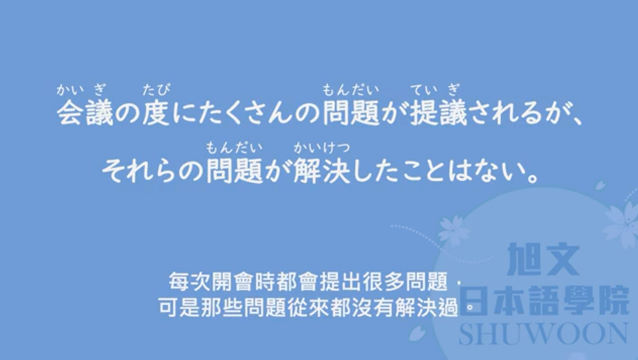 かい ぎ たび もんだい てい ぎ
会議の度にたくさんの問題が提議されるが、
もんだい かいけつ
それらの問題が解決したことはない。
每次開會時都會提出很多問題，
可是那些問題從來都沒有解決過。
旭文
日本語學院
SHUWOON